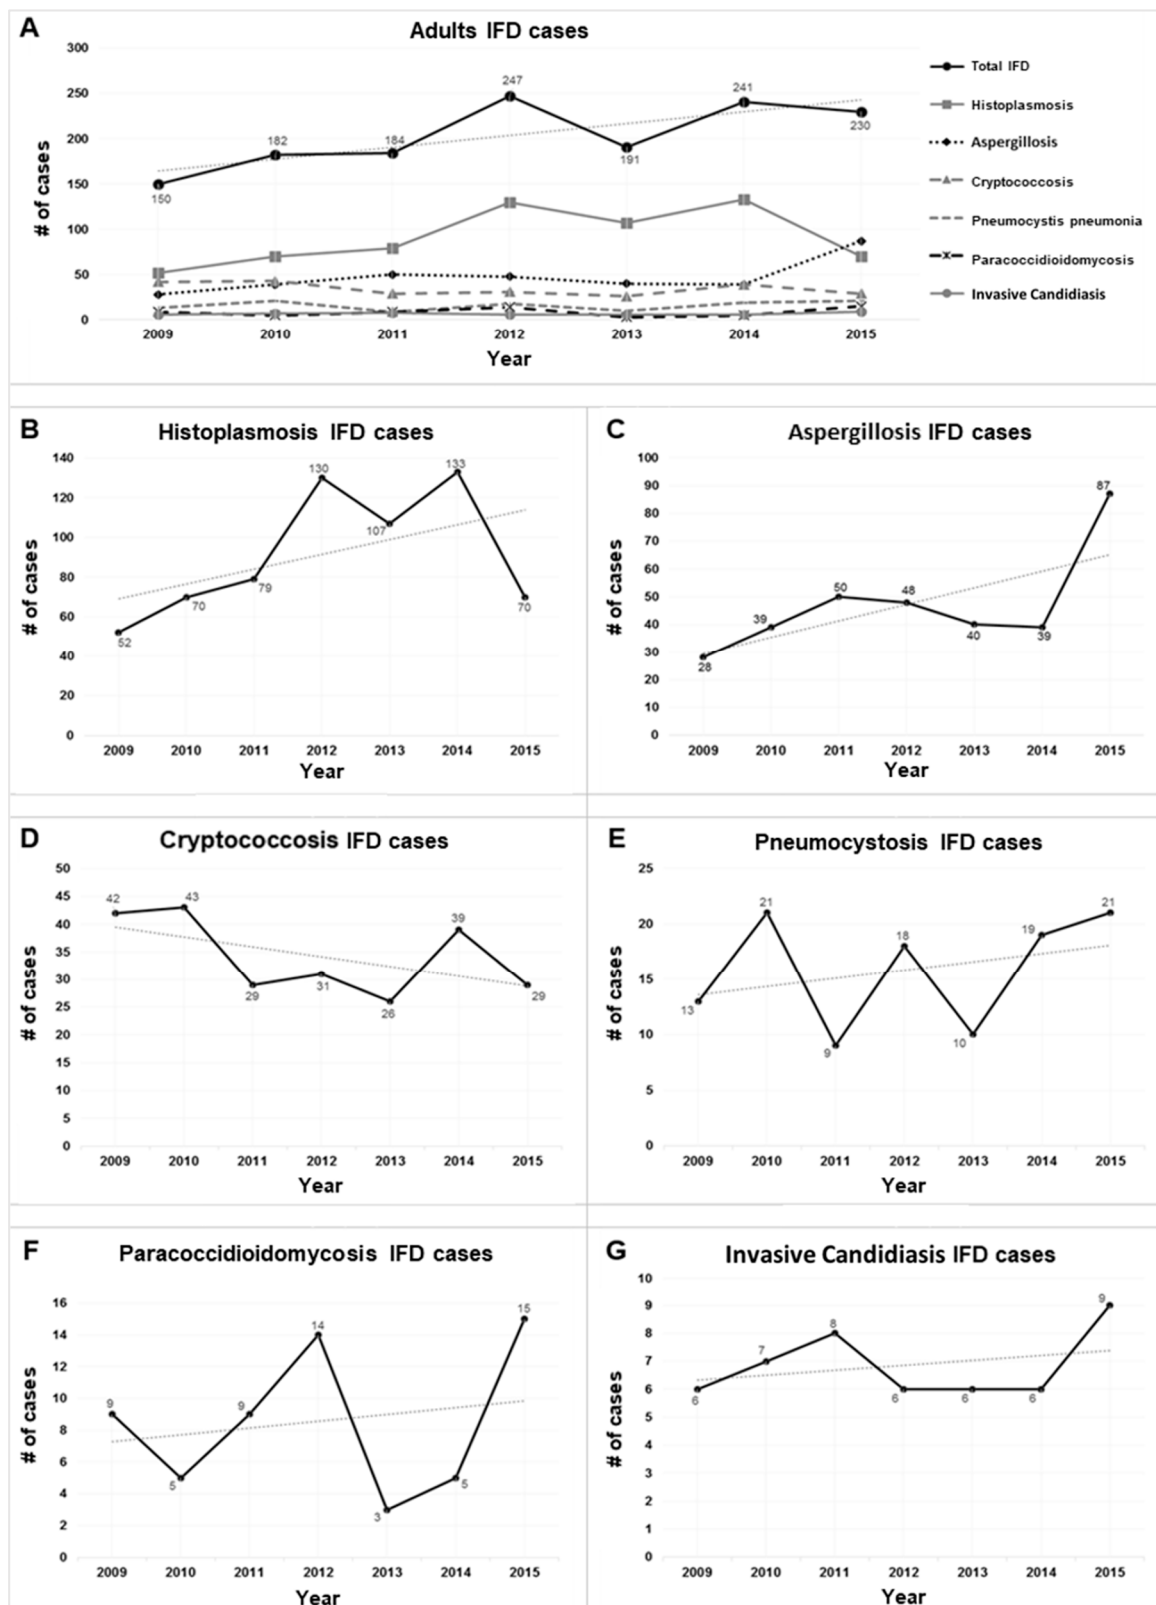 A
Adults IFD cases
300
250
200
150
100
50
0
# of cases
150
182
184
247
191
241
230
2009 2010 2011 2012 2013 2014 2015
Year
Total IFD
Histoplasmosis
Aspergillosis
Cryptococcosis
Pneumocystis pneumonia
Paracoccidioidomycosis
Invasive Candidiasis
B
Histoplasmosis IFD cases
140
120
100
80
60
40
20
0
# of cases
52
70
79
130
107
133
70
2009 2010 2011 2012 2013 2014 2015
Year
C
Aspergillosis IFD cases
100
90
80
70
60
50
40
30
20
10
0
# of cases
28
39
50
48
40
39
87
2009 2010 2011 2012 2013 2014 2015
Year
D
Cryptococcosis IFD cases
50
45
40
35
30
25
20
15
10
5
0
# of cases
42
43
29
31
26
39
29
2009 2010 2011 2012 2013 2014 2015
Year
E
Pneumocystosis IFD cases
25
20
15
10
5
0
# of cases
13
21
9
18
10
19
21
2009 2010 2011 2012 2013 2014 2015
Year
F
Paracoccidioidomycosis IFD cases
16
14
12
10
8
6
4
2
0
# of cases
9
5
9
14
3
5
15
2009 2010 2011 2012 2013 2014 2015
Year
G
Invasive Candidiasis IFD cases
10
9
8
7
6
5
4
3
2
1
0
# of cases
6
7
8
6
6
6
9
2009 2010 2011 2012 2013 2014 2015
Year